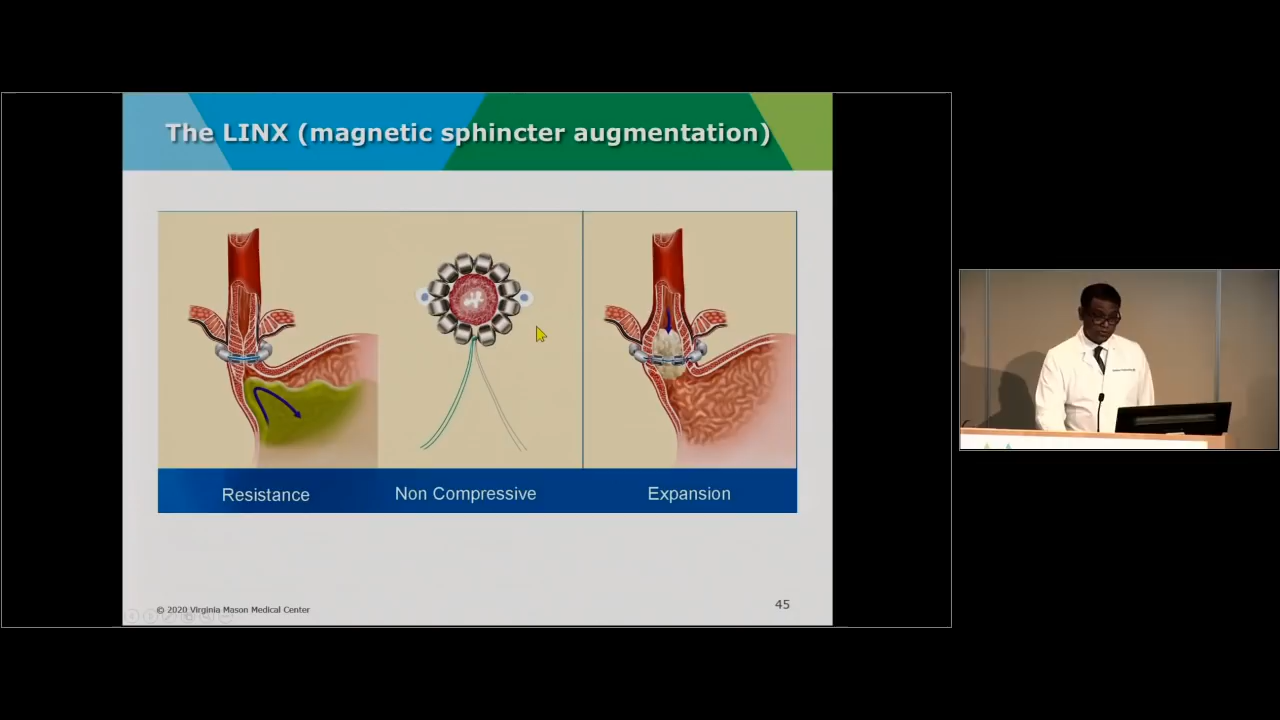 The LINX (magnetic sphincter augmentation)
Resistance
Non Compressive
Expansion
© 2020 Virginia Mason Medical Center
45